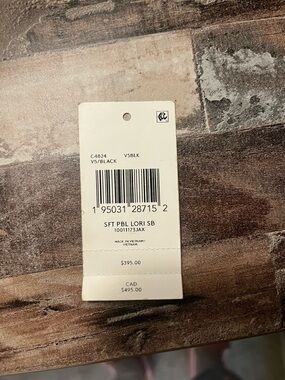 C4824 V5BLK
V5/BLACK
1 95031 28715 2
SFT PBL LORI SB
MADE IN VIETNAM/
VIETNAM
$395.00
CAD
$495.00